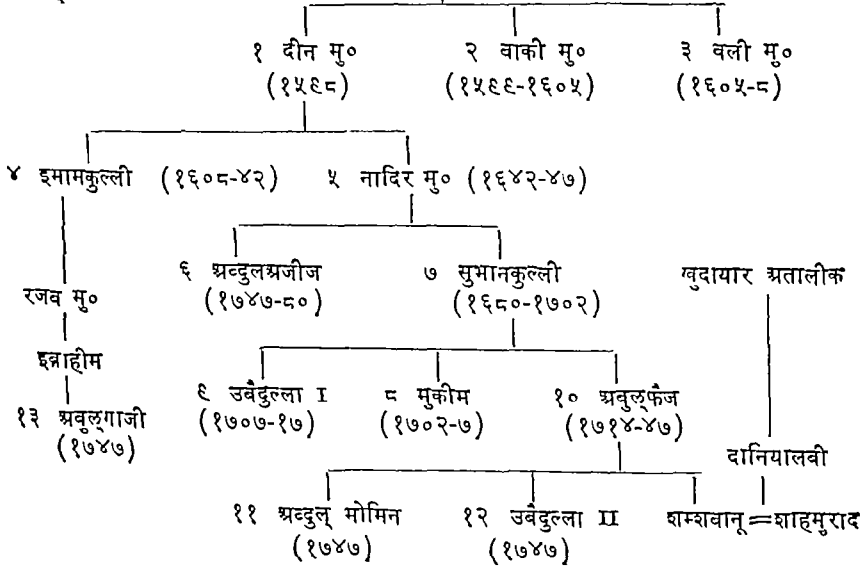 १ दीन मु० २ वाकी मु० ३ वली मु०
(१५९८) (१५९९-१६०५) (१६०५-८)
४ इमामकुल्ली (१६०८-४२) ५ नादिर मु० (१६४२-४७)
६ अब्दुलअजीज ७ सुभानकुल्ली खुदायार अतालीक
(१७४७-८०) (१६८०-१७०२)
रजव मु०
इब्राहीम
९ उबैदुल्ला I ८ मुकीम १० अबुल्फैज
१३ अबुल्गाजी (१७०७-१७) (१७०२-७) (१७१४-४७)
(१७४७)
दानियालवी
११ अब्दुल् मोमिन १२ उबैदुल्ला II शम्शवानू=शाहमुराद
(१७४७) (१७४७)